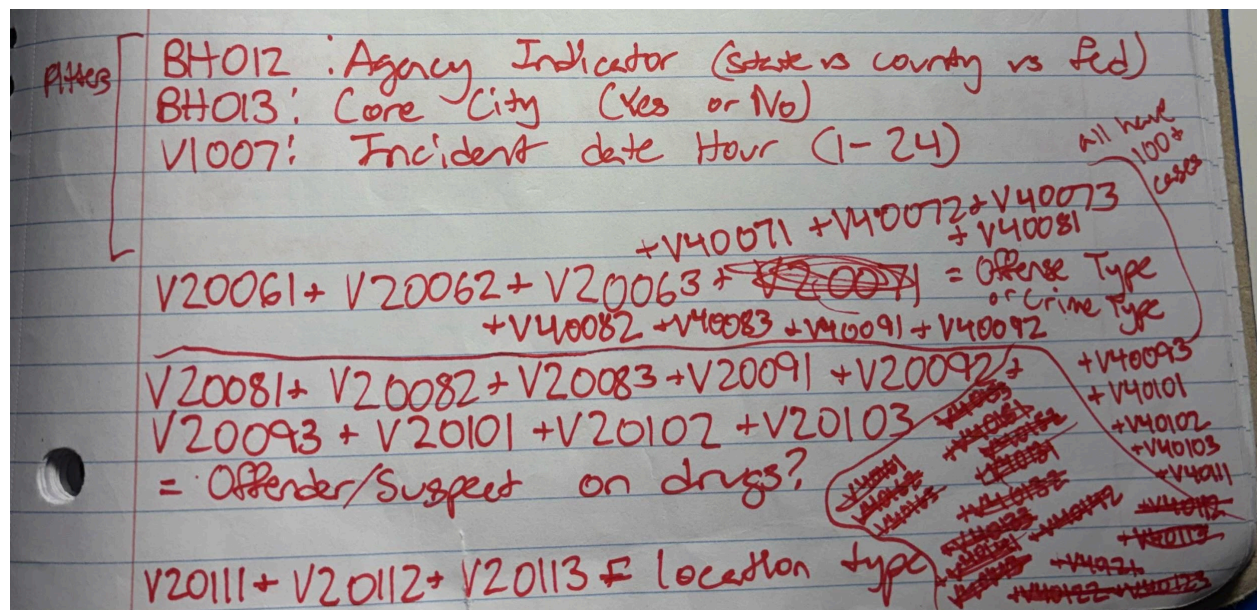 Filters
BH012 : Agency Indicator (state vs county vs fed)
BH013: Core City (Yes or No)
V1007: Incident date Hour (1-24)
all have
100+
cases
+V40071 +V40072+V40073
+V40081
V20061+ V20062+ V20063+ = Offense Type
or Crime Type
+V40082 +V40083 +V40091+V40092
+V40093
+V40101
+V40102
+V40103
+V40111
V20081+ V20082+V20083+V20091 +V20092+
V20093 + V20101 +V20102 +V20103
= Offender/Suspect on drugs?
V20111+ V20112+ V20113 = location type